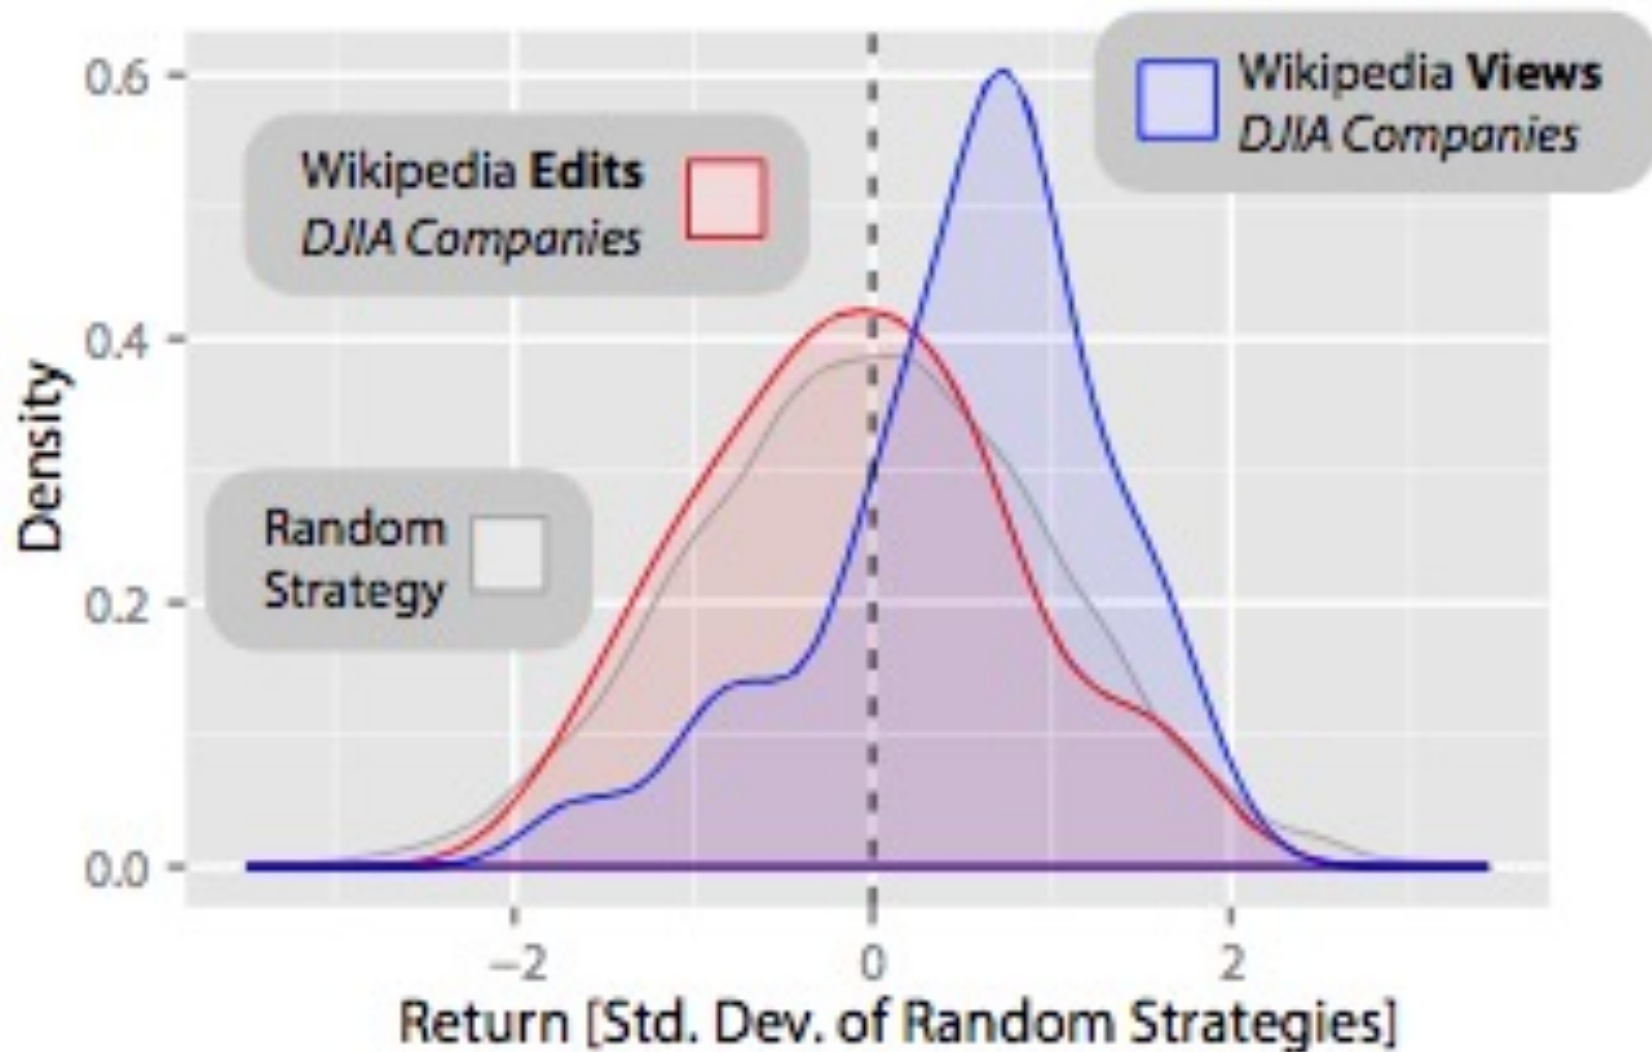 0.6
0.4
0.2
0.0
Density
Wikipedia Edits
DJIA Companies
Wikipedia Views
DJIA Companies
Random
Strategy
−2
0
2
Return [Std. Dev. of Random Strategies]